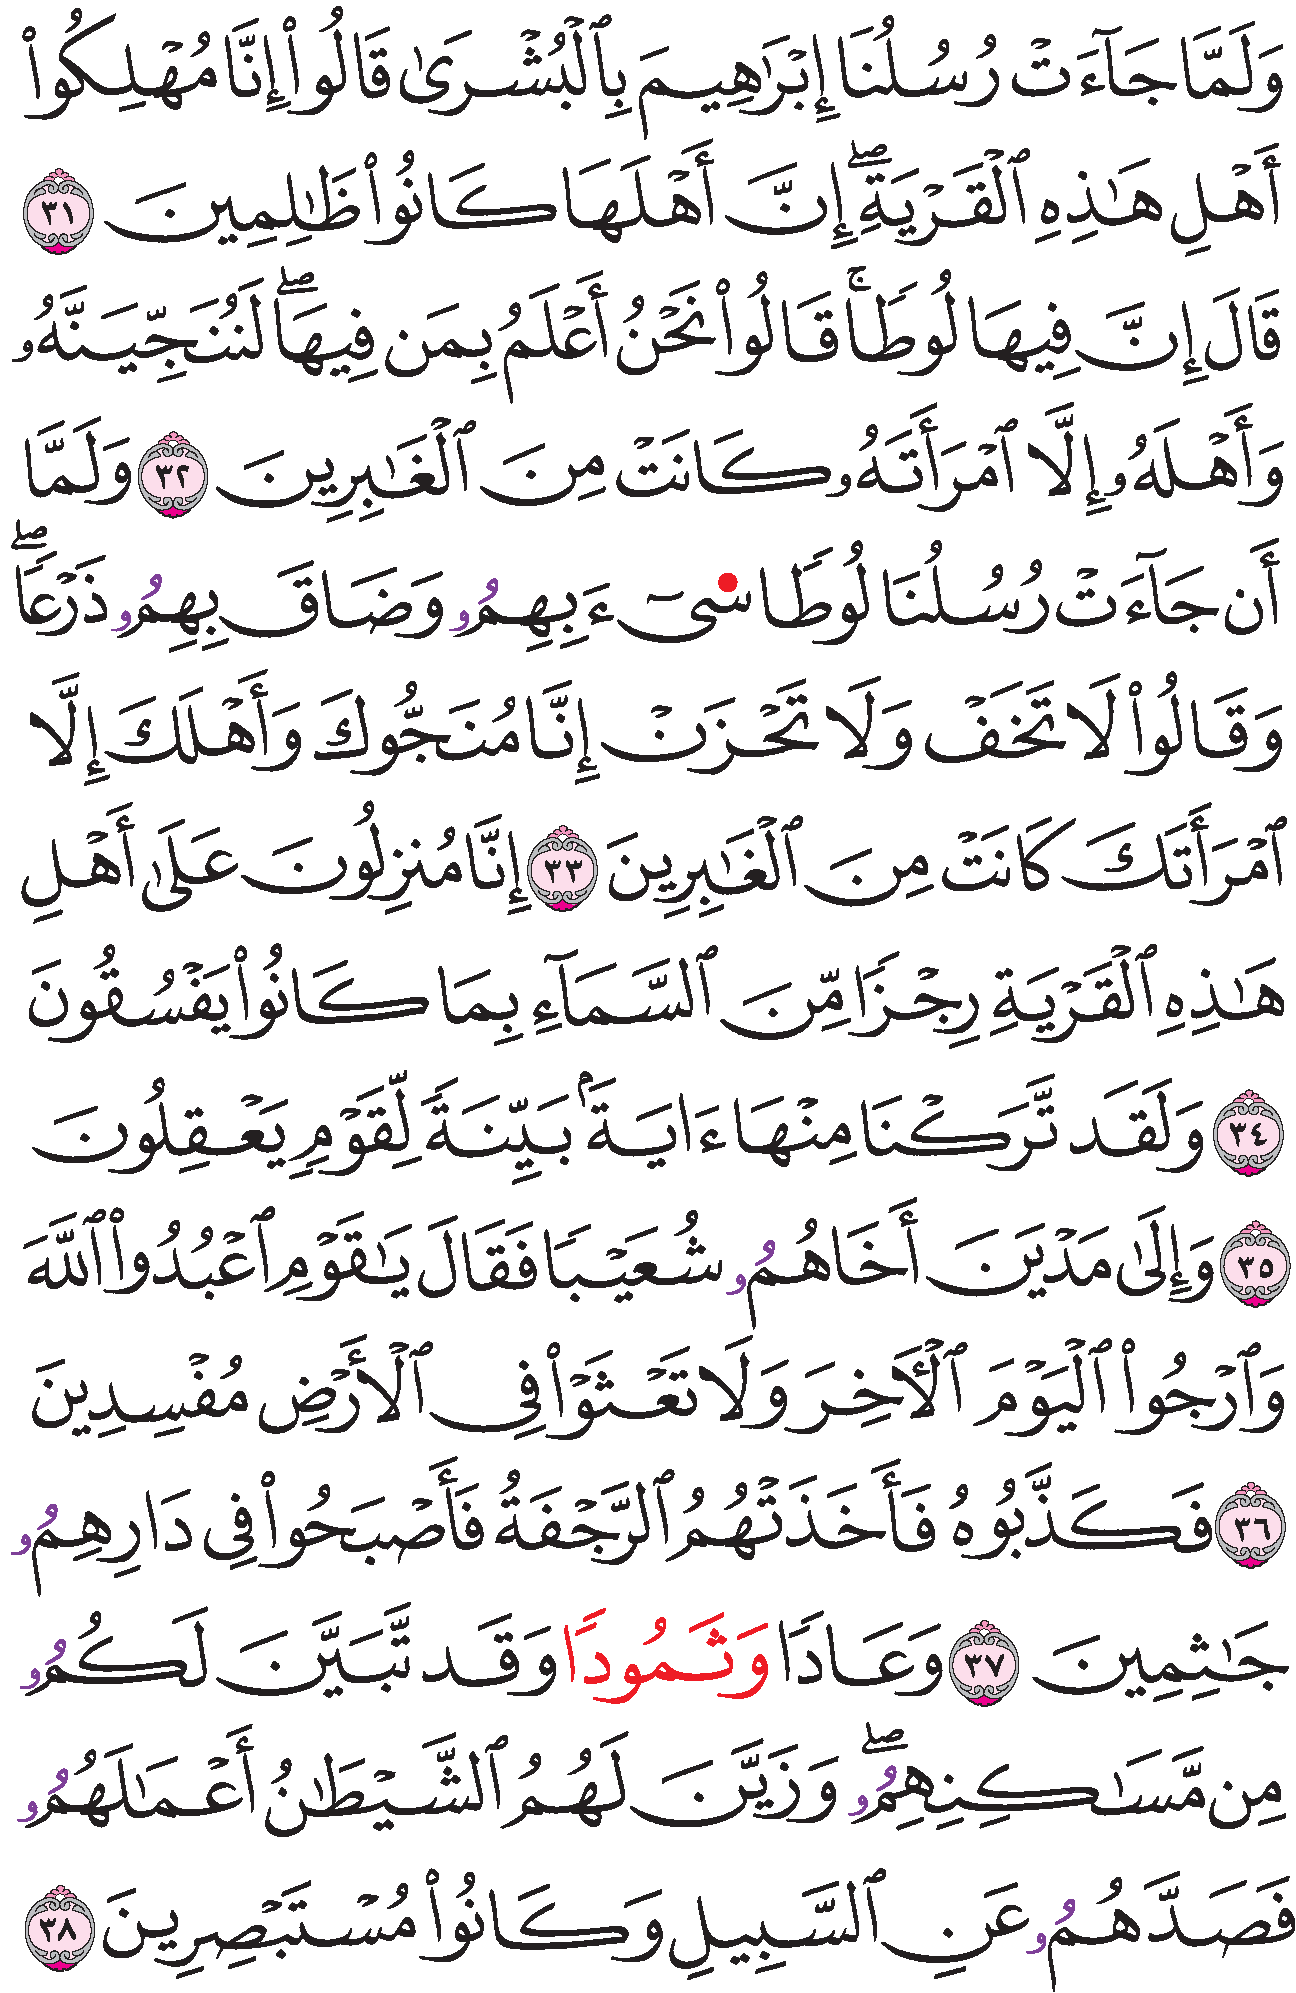 وَلَمَّا جَآءَتْ رُسُلُنَا إِبْرَٰهِيمَ بِٱلْبُشْرَىٰ قَالُوٓا۟ إِنَّا مُهْلِكُوا۟
أَهْلِ هَـٰذِهِ ٱلْقَرْيَةِ ۖ إِنَّ أَهْلَهَا كَانُوا۟ ظَـٰلِمِينَ ٣١
قَالَ إِنَّ فِيهَا لُوطًا ۚ قَالُوا۟ نَحْنُ أَعْلَمُ بِمَن فِيهَا ۖ لَنُنَجِّيَنَّهُۥ
وَأَهْلَهُۥ إِلَّا ٱمْرَأَتَهُۥ كَانَتْ مِنَ ٱلْغَـٰبِرِينَ ٣٢ وَلَمَّا
أَن جَآءَتْ رُسُلُنَا لُوطًا سِىٓءَ بِهِمُۥ وَضَاقَ بِهِمُۥ ذَرْعًا ۖ
وَقَالُوا۟ لَا تَخَفْ وَلَا تَحْزَنْ إِنَّا مُنَجُّوكَ وَأَهْلَكَ إِلَّا
ٱمْرَأَتَكَ كَانَتْ مِنَ ٱلْغَـٰبِرِينَ ٣٣ إِنَّا مُنزِلُونَ عَلَىٰ أَهْلِ
هَـٰذِهِ ٱلْقَرْيَةِ رِجْزًا مِّنَ ٱلسَّمَآءِ بِمَا كَانُوا۟ يَفْسُقُونَ
٣٤ وَلَقَد تَّرَكْنَا مِنْهَا ءَايَةَۢ بَيِّنَةً لِّقَوْمٍ يَعْقِلُونَ
٣٥ وَإِلَىٰ مَدْيَنَ أَخَاهُمُۥ شُعَيْبًا فَقَالَ يَـٰقَوْمِ ٱعْبُدُوا۟ ٱللَّهَ
وَٱرْجُوا۟ ٱلْيَوْمَ ٱلْـَٔاخِرَ وَلَا تَعْثَوْا۟ فِى ٱلْأَرْضِ مُفْسِدِينَ
٣٦ فَكَذَّبُوهُ فَأَخَذَتْهُمُ ٱلرَّجْفَةُ فَأَصْبَحُوا۟ فِى دَارِهِمُۥ
جَـٰثِمِينَ ٣٧ وَعَادًا وَثَمُودًا وَقَد تَّبَيَّنَ لَكُمُۥ
مِن مَّسَـٰكِنِهِمُۥ ۖ وَزَيَّنَ لَهُمُ ٱلشَّيْطَـٰنُ أَعْمَـٰلَهُمُۥ
فَصَدَّهُمُۥ عَنِ ٱلسَّبِيلِ وَكَانُوا۟ مُسْتَبْصِرِينَ ٣٨